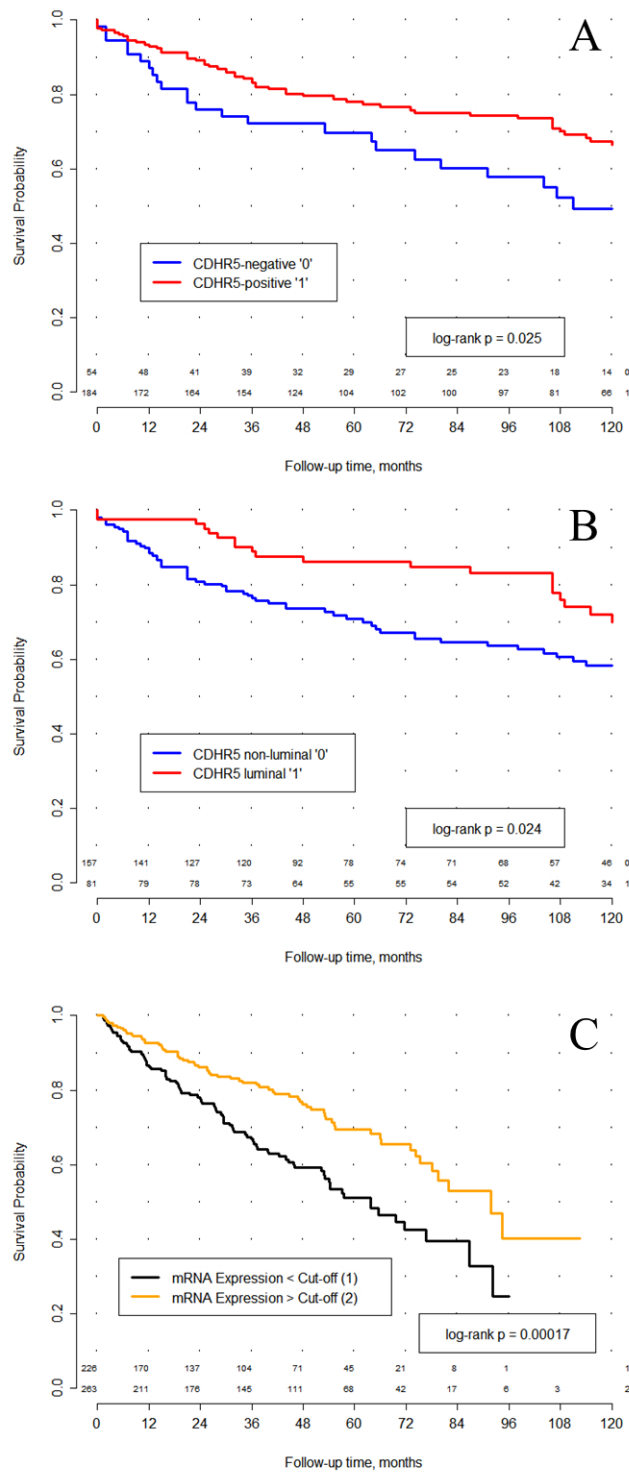 A
1.0
0.8
0.6
0.4
0.2
0.0
Survival Probability
CDHR5-negative '0'
CDHR5-positive '1'
log-rank p = 0.025
54 48 41 39 32 29 27 25 23 18 14 0
184 172 164 154 124 104 102 100 97 81 66 1
0 12 24 36 48 60 72 84 96 108 120
Follow-up time, months
B
1.0
0.8
0.6
0.4
0.2
0.0
Survival Probability
CDHR5 non-luminal '0'
CDHR5 luminal '1'
log-rank p = 0.024
157 141 127 120 92 78 74 71 68 57 46 0
81 79 78 73 64 55 55 54 52 42 34 1
0 12 24 36 48 60 72 84 96 108 120
Follow-up time, months
C
1.0
0.8
0.6
0.4
0.2
0.0
Survival Probability
mRNA Expression < Cut-off (1)
mRNA Expression > Cut-off (2)
log-rank p = 0.00017
226 170 137 104 71 45 21 8 1 1
263 211 176 145 111 68 42 17 6 3 2
0 12 24 36 48 60 72 84 96 108 120
Follow-up time, months